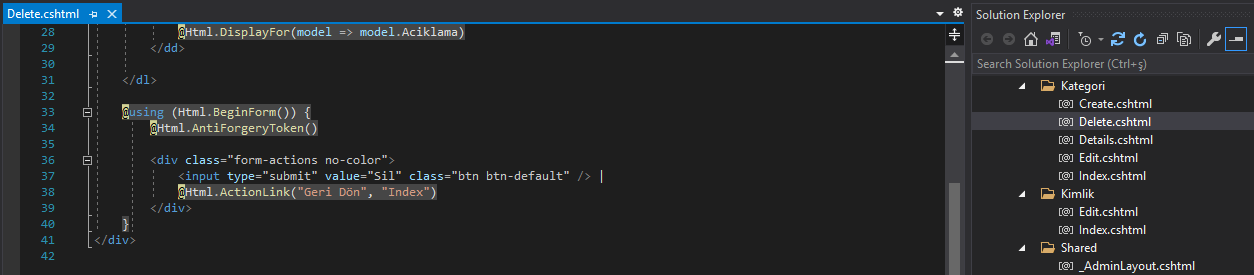 Delete.cshtml
28 @Html.DisplayFor(model => model.Aciklama)
29 </dd>
30
31 </dl>
32
33 @using (Html.BeginForm()) {
34 @Html.AntiForgeryToken()
35
36 <div class="form-actions no-color">
37 <input type="submit" value="Sil" class="btn btn-default" /> |
38 @Html.ActionLink("Geri Dön", "Index")
39 </div>
40 }
41 </div>
42
Solution Explorer
Search Solution Explorer (Ctrl+ş)
Kategori
[@] Create.cshtml
[@] Delete.cshtml
[@] Details.cshtml
[@] Edit.cshtml
[@] Index.cshtml
Kimlik
[@] Edit.cshtml
[@] Index.cshtml
Shared
[@] _AdminLayout.cshtml